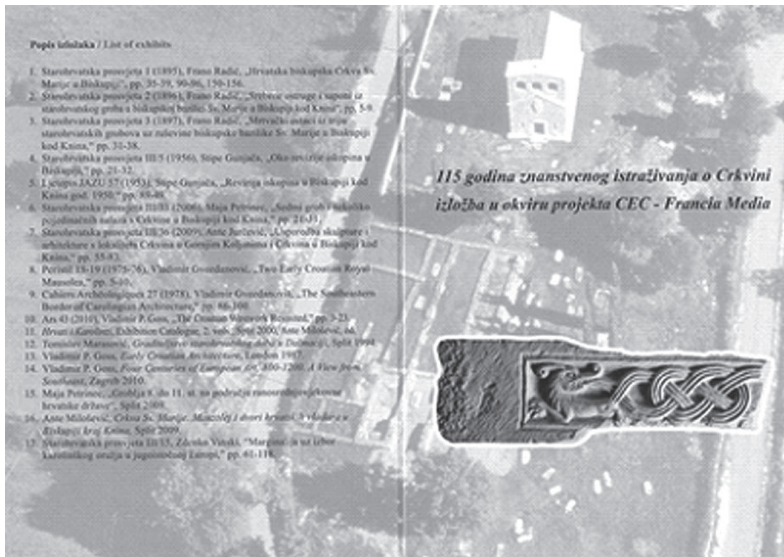 Popis izložaka / List of exhibits
1. Starohrvatska prosvjeta 1 (1895), Frano Radić, „Hrvatska biskupska Crkva Sv.
Marije u Biskupiji“, pp. 35-39, 90-96, 150-156.
2. Starohrvatska prosvjeta 2 (1896), Frano Radić, „Srebrne ostruge i saponi iz
starohrvatskog groba u biskupskoj bazilici Sv. Marije u Biskupiji kod Knina“, pp. 5-9.
3. Starohrvatska prosvjeta 3 (1897), Frano Radić, „Mrtvački ostaci iz triju
starohrvatskih grobova uz ruševine biskupske bazilike Sv. Marije u Biskupiji
kod Knina,“ pp. 31-38.
4. Starohrvatska prosvjeta III/5 (1956), Stipe Gunjača, „Oko revizije iskopina u
Biskupiji,“ pp. 21-32.
5. Ljetopis JAZU 57 (1953), Stipe Gunjača, „Revizija iskopina u Biskupiji kod
Knina god. 1950.“ pp.
6. Starohrvatska prosvjeta III/33 (2006), Maja Petrinec, „Sedmi grob i nekoliko
pojedinačnih nalaza s Crkvine u Biskupiji kod Knina,“ pp. 21-31.
7. Starohrvatska prosvjeta III/36 (2009), Ante Jurčević, „Usporedba skulpture i
arhitekture s lokaliteta Crkvina u Gornjim Koljanima i Crkvina u Biskupiji kod
Knina,“ pp. 55-83.
8. Peristil 18-19 (1975-76), Vladimir Gvozdanović, „Two Early Croatian Royal
Mausolea,“ pp. 5-10.
9. Cahiers Archéologiques 27 (1978), Vladimir Gvozdanović, „The Southeastern
Border of Carolingian Architecture,“ pp. 86-100.
10. Ars 43 (2010), Vladimir P. Goss, „The Croatian Westwork Revisited,“ pp. 3-23.
11. Hrvati i Karolinzi, Exhibition Catalogue, 2. vols., Split 2000, Ante Milošević, ed.
12. Tomislav Marasović, Graditeljstvo starohrvatskog doba u Dalmaciji, Split 1994.
13. Vladimir P. Goss, Early Croatian Architecture, London 1987.
14. Vladimir P. Goss, Four Centuries of European Art, 800-1200. A View from
Southeast, Zagreb 2010.
15. Maja Petrinec, „Groblja 8. do 11. st. na području ranosrednjovjekovne
hrvatske države“, Split 2009.
16. Ante Milošević, Crkva Sv. Marije, Mauzolej i dvori hrvatskih vladara u
Biskupiji kraj Knina, Split 2009.
17. Starohrvatska prosvjeta III/15, Zdenko Vinski, "Marginalia uz izbor
karolinškog oružja u jugoistočnoj Europi," pp. 61-118.
115 godina znanstvenog istraživanja o Crkvini
izložba u okviru projekta CEC - Francia Media